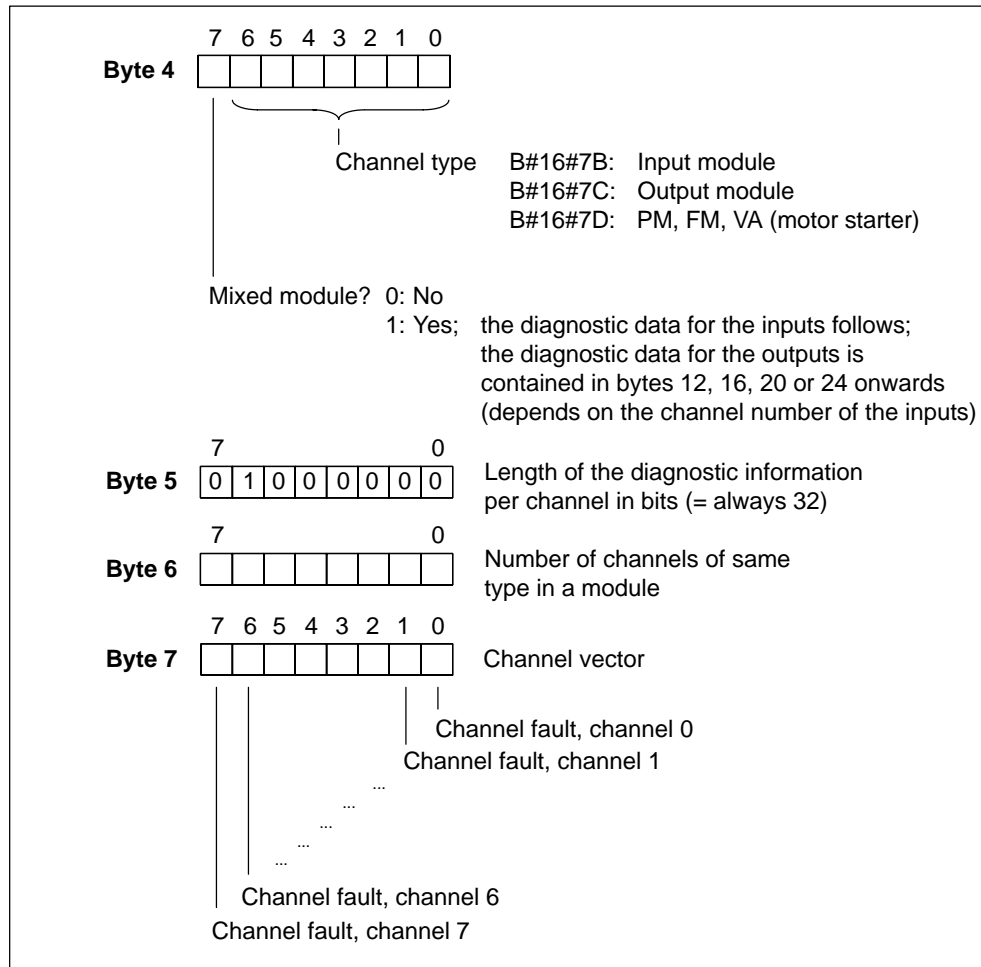 7 6 5 4 3 2 1 0
Byte 4
Channel type B#16#7B: Input module
B#16#7C: Output module
B#16#7D: PM, FM, VA (motor starter)
Mixed module? 0: No
1: Yes; the diagnostic data for the inputs follows;
the diagnostic data for the outputs is
contained in bytes 12, 16, 20 or 24 onwards
(depends on the channel number of the inputs)
7 0
Byte 5 0 1 0 0 0 0 0 0 Length of the diagnostic information
per channel in bits (= always 32)
7 0
Byte 6 Number of channels of same
type in a module
7 6 5 4 3 2 1 0
Byte 7 Channel vector
Channel fault, channel 0
Channel fault, channel 1
...
...
...
...
...
Channel fault, channel 6
Channel fault, channel 7